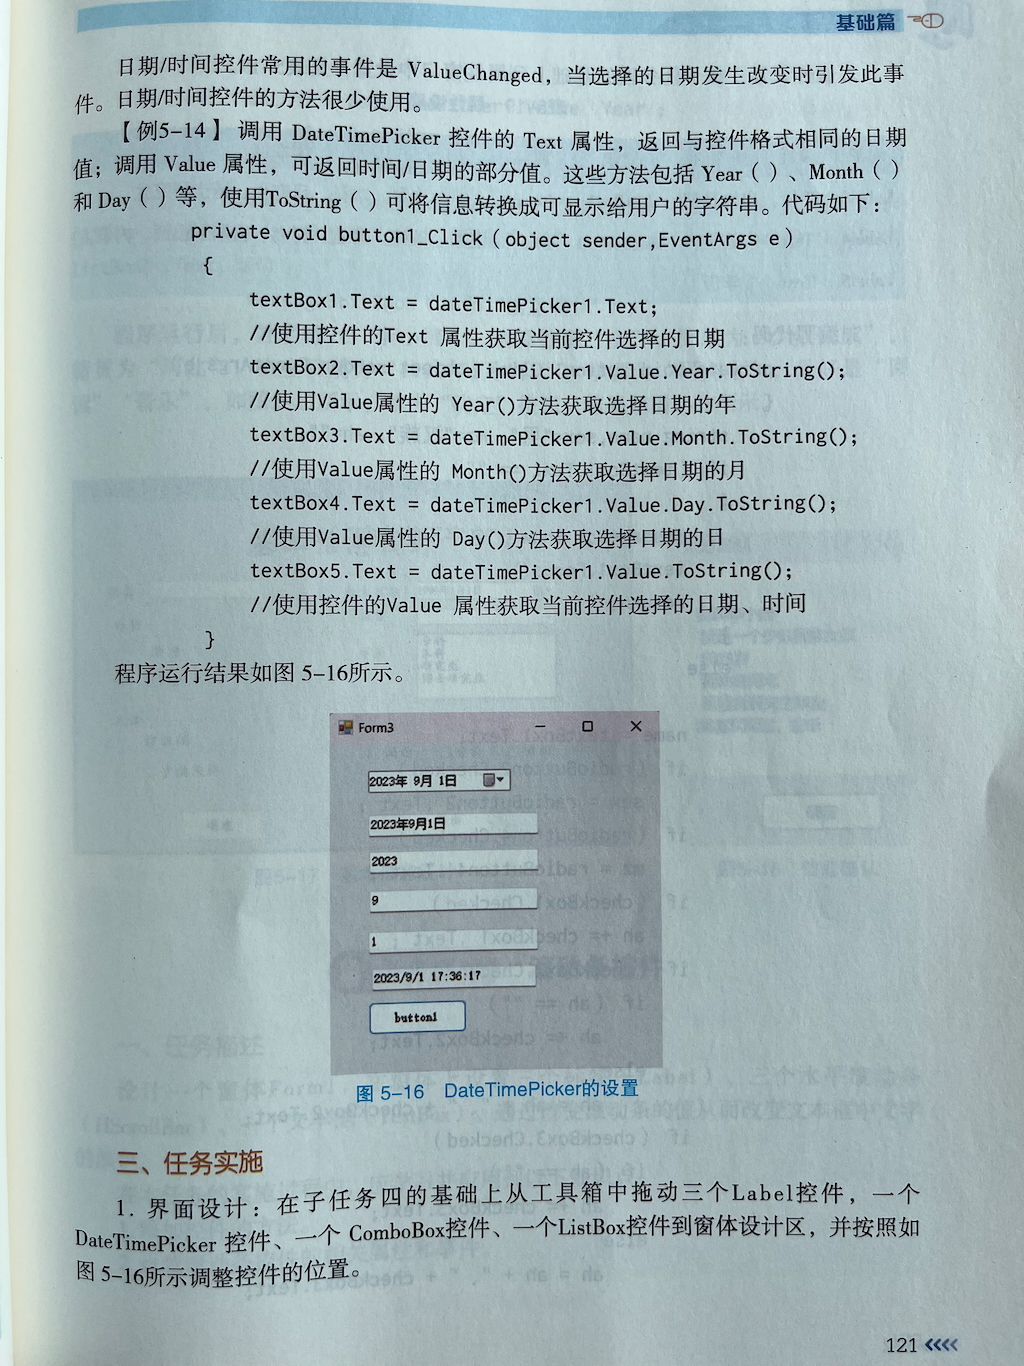 基础篇
日期/时间控件常用的事件是 ValueChanged，当选择的日期发生改变时引发此事
件。日期/时间控件的方法很少使用。
【例5-14】调用 DateTimePicker 控件的 Text 属性，返回与控件格式相同的日期
值；调用 Value 属性，可返回时间/日期的部分值。这些方法包括 Year（）、Month（）
和 Day（）等，使用ToString（）可将信息转换成可显示给用户的字符串。代码如下：
private void button1_Click（object sender,EventArgs e）
{
textBox1.Text = dateTimePicker1.Text;
//使用控件的Text 属性获取当前控件选择的日期
textBox2.Text = dateTimePicker1.Value.Year.ToString();
//使用Value属性的 Year()方法获取选择日期的年
textBox3.Text = dateTimePicker1.Value.Month.ToString();
//使用Value属性的 Month()方法获取选择日期的月
textBox4.Text = dateTimePicker1.Value.Day.ToString();
//使用Value属性的 Day()方法获取选择日期的日
textBox5.Text = dateTimePicker1.Value.ToString();
//使用控件的Value 属性获取当前控件选择的日期、时间
}
程序运行结果如图 5-16所示。
Form3
2023年 9月 1日
2023年9月1日
2023
9
1
2023/9/1 17:36:17
button1
图 5-16 DateTimePicker的设置
三、任务实施
1. 界面设计：在子任务四的基础上从工具箱中拖动三个Label控件，一个
DateTimePicker 控件、一个 ComboBox控件、一个ListBox控件到窗体设计区，并按照如
图 5-16所示调整控件的位置。
121